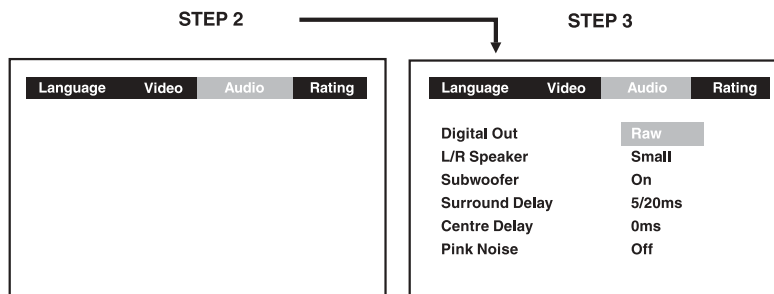 STEP 2
STEP 3
Language Video Audio Rating
Language Video Audio Rating
Digital Out Raw
L/R Speaker Small
Subwoofer On
Surround Delay 5/20ms
Centre Delay 0ms
Pink Noise Off